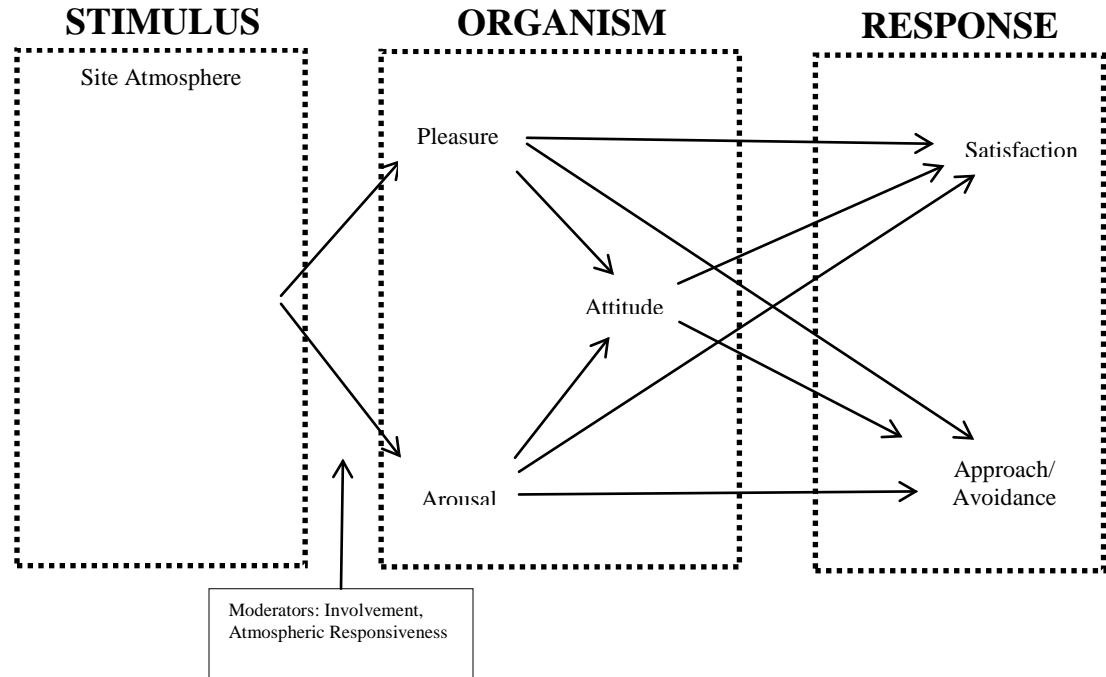 STIMULUS
ORGANISM
RESPONSE
Site Atmosphere
Pleasure
Satisfaction
Attitude
Arousal
Approach/
Avoidance
Moderators: Involvement,
Atmospheric Responsiveness